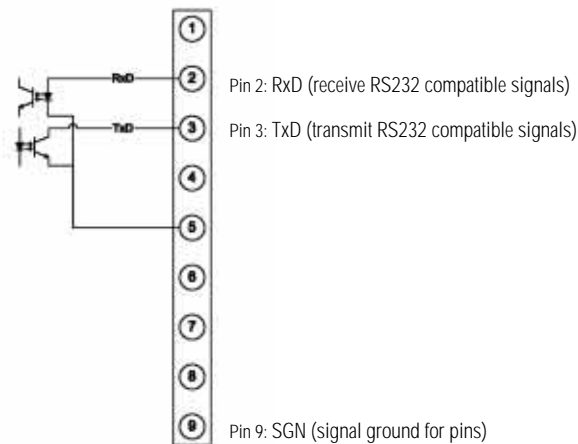 1
RxD 2 Pin 2: RxD (receive RS232 compatible signals)
TxD 3 Pin 3: TxD (transmit RS232 compatible signals)
4
5
6
7
8
9 Pin 9: SGN (signal ground for pins)